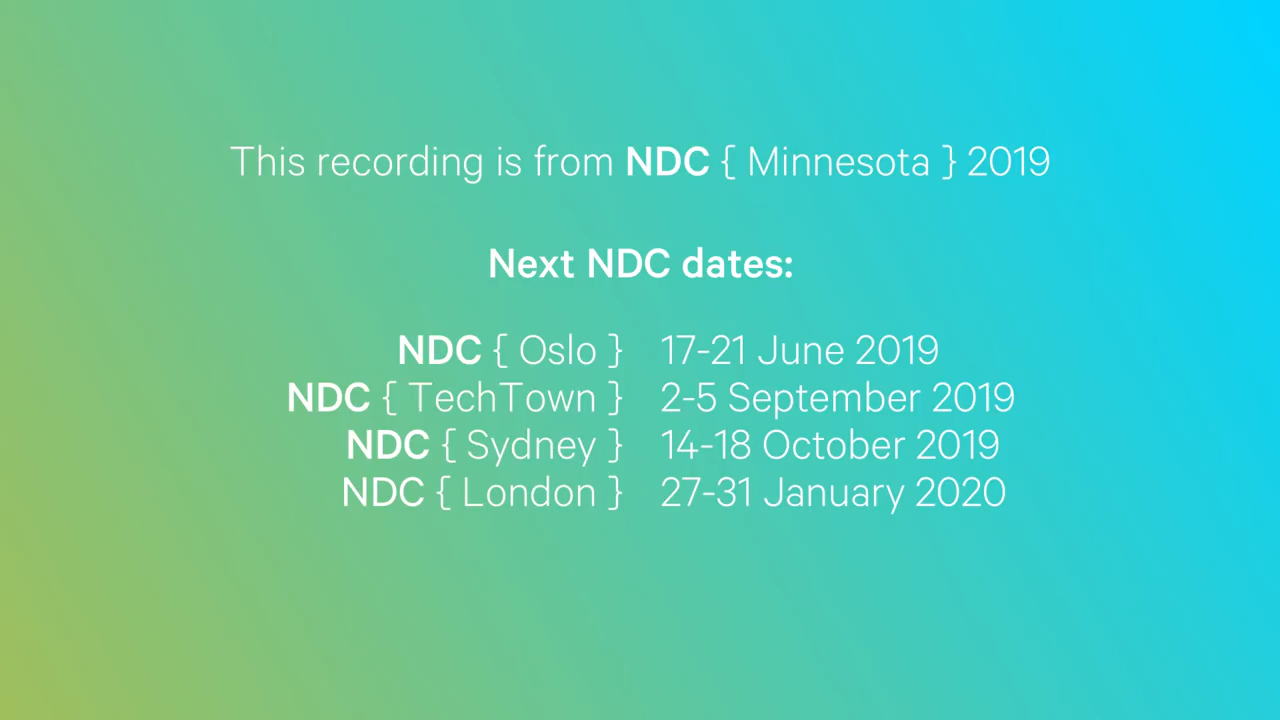 This recording is from NDC { Minnesota } 2019
Next NDC dates:
NDC { Oslo } 17-21 June 2019
NDC { TechTown } 2-5 September 2019
NDC { Sydney } 14-18 October 2019
NDC { London } 27-31 January 2020